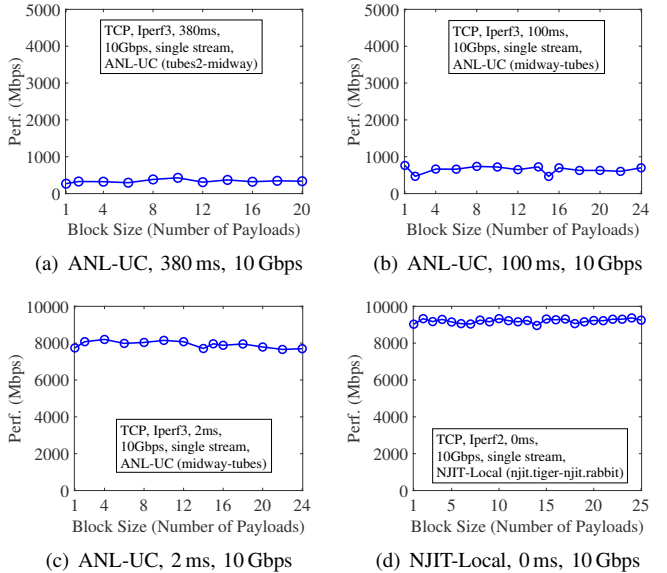 5000
4000
3000
2000
1000
0
Perf. (Mbps)
TCP, Iperf3, 380ms,
10Gbps, single stream,
ANL-UC (tubes2-midway)
1 4 8 12 16 20
Block Size (Number of Payloads)
(a) ANL-UC, 380 ms, 10 Gbps
5000
4000
3000
2000
1000
0
Perf. (Mbps)
TCP, Iperf3, 100ms,
10Gbps, single stream,
ANL-UC (midway-tubes)
1 4 8 12 16 20 24
Block Size (Number of Payloads)
(b) ANL-UC, 100 ms, 10 Gbps
10000
8000
6000
4000
2000
0
Perf. (Mbps)
TCP, Iperf3, 2ms,
10Gbps, single stream,
ANL-UC (midway-tubes)
1 4 8 12 16 20 24
Block Size (Number of Payloads)
(c) ANL-UC, 2 ms, 10 Gbps
10000
8000
6000
4000
2000
0
Perf. (Mbps)
TCP, Iperf2, 0ms,
10Gbps, single stream,
NJIT-Local (njit.tiger-njit.rabbit)
1 5 10 15 20 25
Block Size (Number of Payloads)
(d) NJIT-Local, 0 ms, 10 Gbps